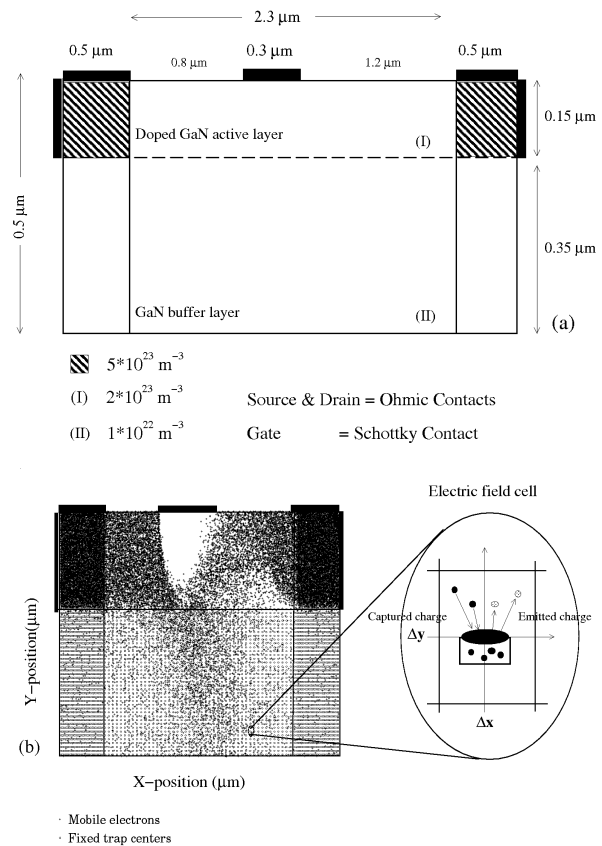 2.3 μm
0.5 μm 0.3 μm 0.5 μm
0.8 μm 1.2 μm
0.15 μm
Doped GaN active layer (I)
0.5 μm
0.35 μm
GaN buffer layer (II)
(a)
5*10^23 m^−3
(I) 2*10^23 m^−3
Source & Drain = Ohmic Contacts
(II) 1*10^22 m^−3
Gate = Schottky Contact
Electric field cell
Captured charge Emitted charge
Δy
Δx
Y−position(μm)
(b)
X−position (μm)
· Mobile electrons
· Fixed trap centers